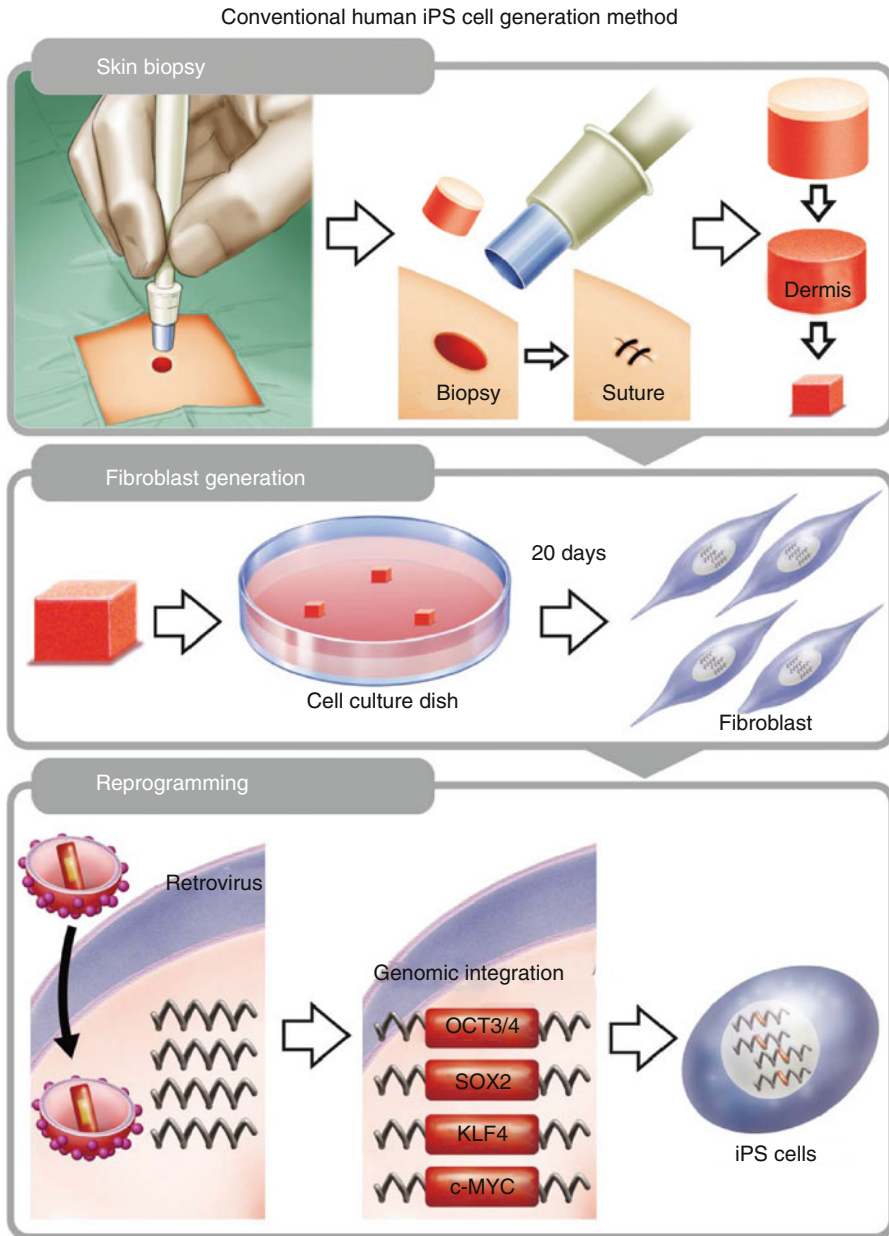 Conventional human iPS cell generation method
Skin biopsy
Dermis
Biopsy
Suture
Fibroblast generation
20 days
Cell culture dish
Fibroblast
Reprogramming
Retrovirus
Genomic integration
OCT3/4
SOX2
KLF4
c-MYC
iPS cells